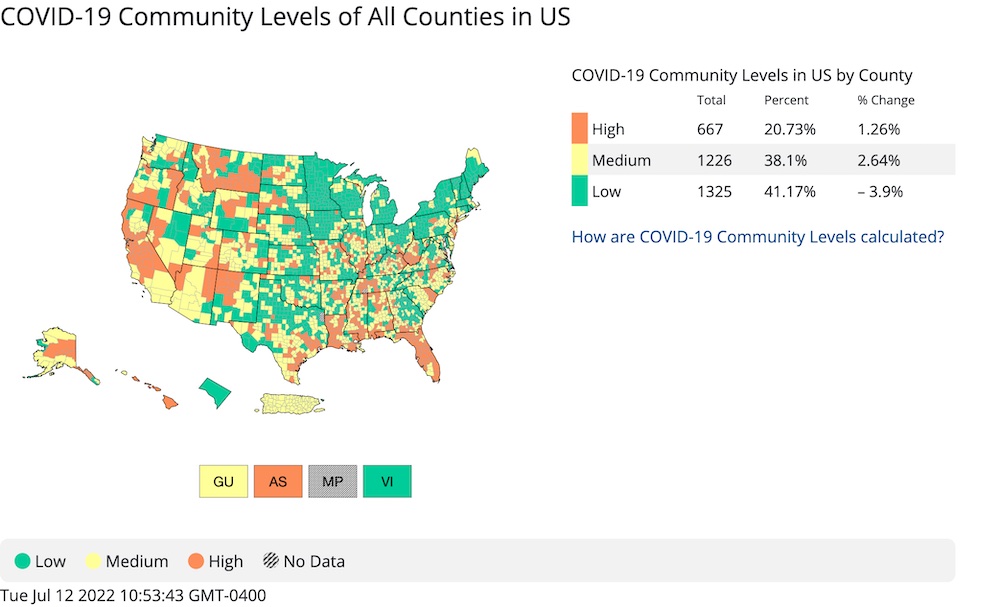 COVID-19 Community Levels of All Counties in US
COVID-19 Community Levels in US by County
Total Percent % Change
High 667 20.73% 1.26%
Medium 1226 38.1% 2.64%
Low 1325 41.17% – 3.9%
How are COVID-19 Community Levels calculated?
GU AS MP VI
Low Medium High No Data
Tue Jul 12 2022 10:53:43 GMT-0400